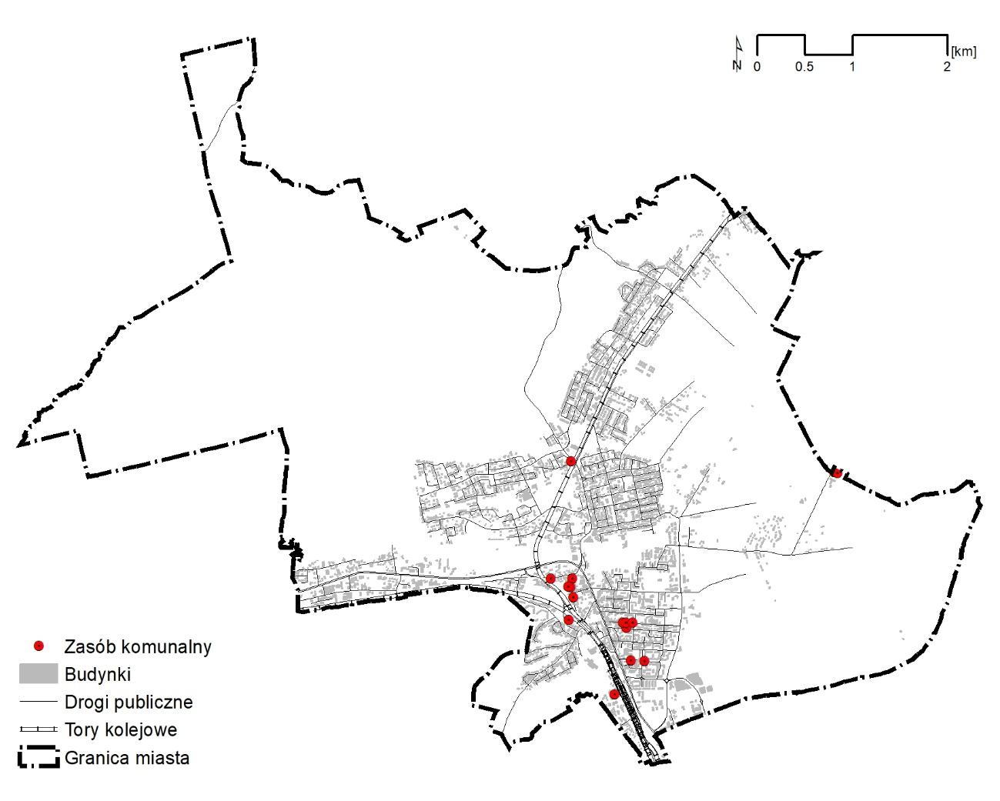 [km]
N
0 0.5 1 2
Zasób komunalny
Budynki
Drogi publiczne
Tory kolejowe
Granica miasta